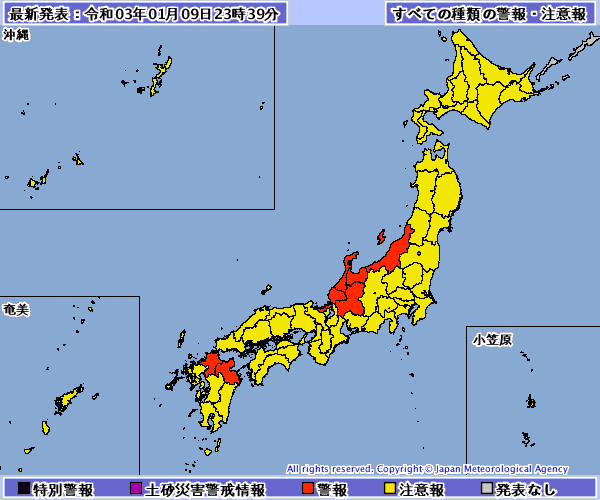 最新発表：令和03年01月09日23時39分
すべての種類の警報・注意報
沖縄
奄美
小笠原
All rights reserved. Copyright © Japan Meteorological Agency
特別警報
土砂災害警戒情報
警報
注意報
発表なし